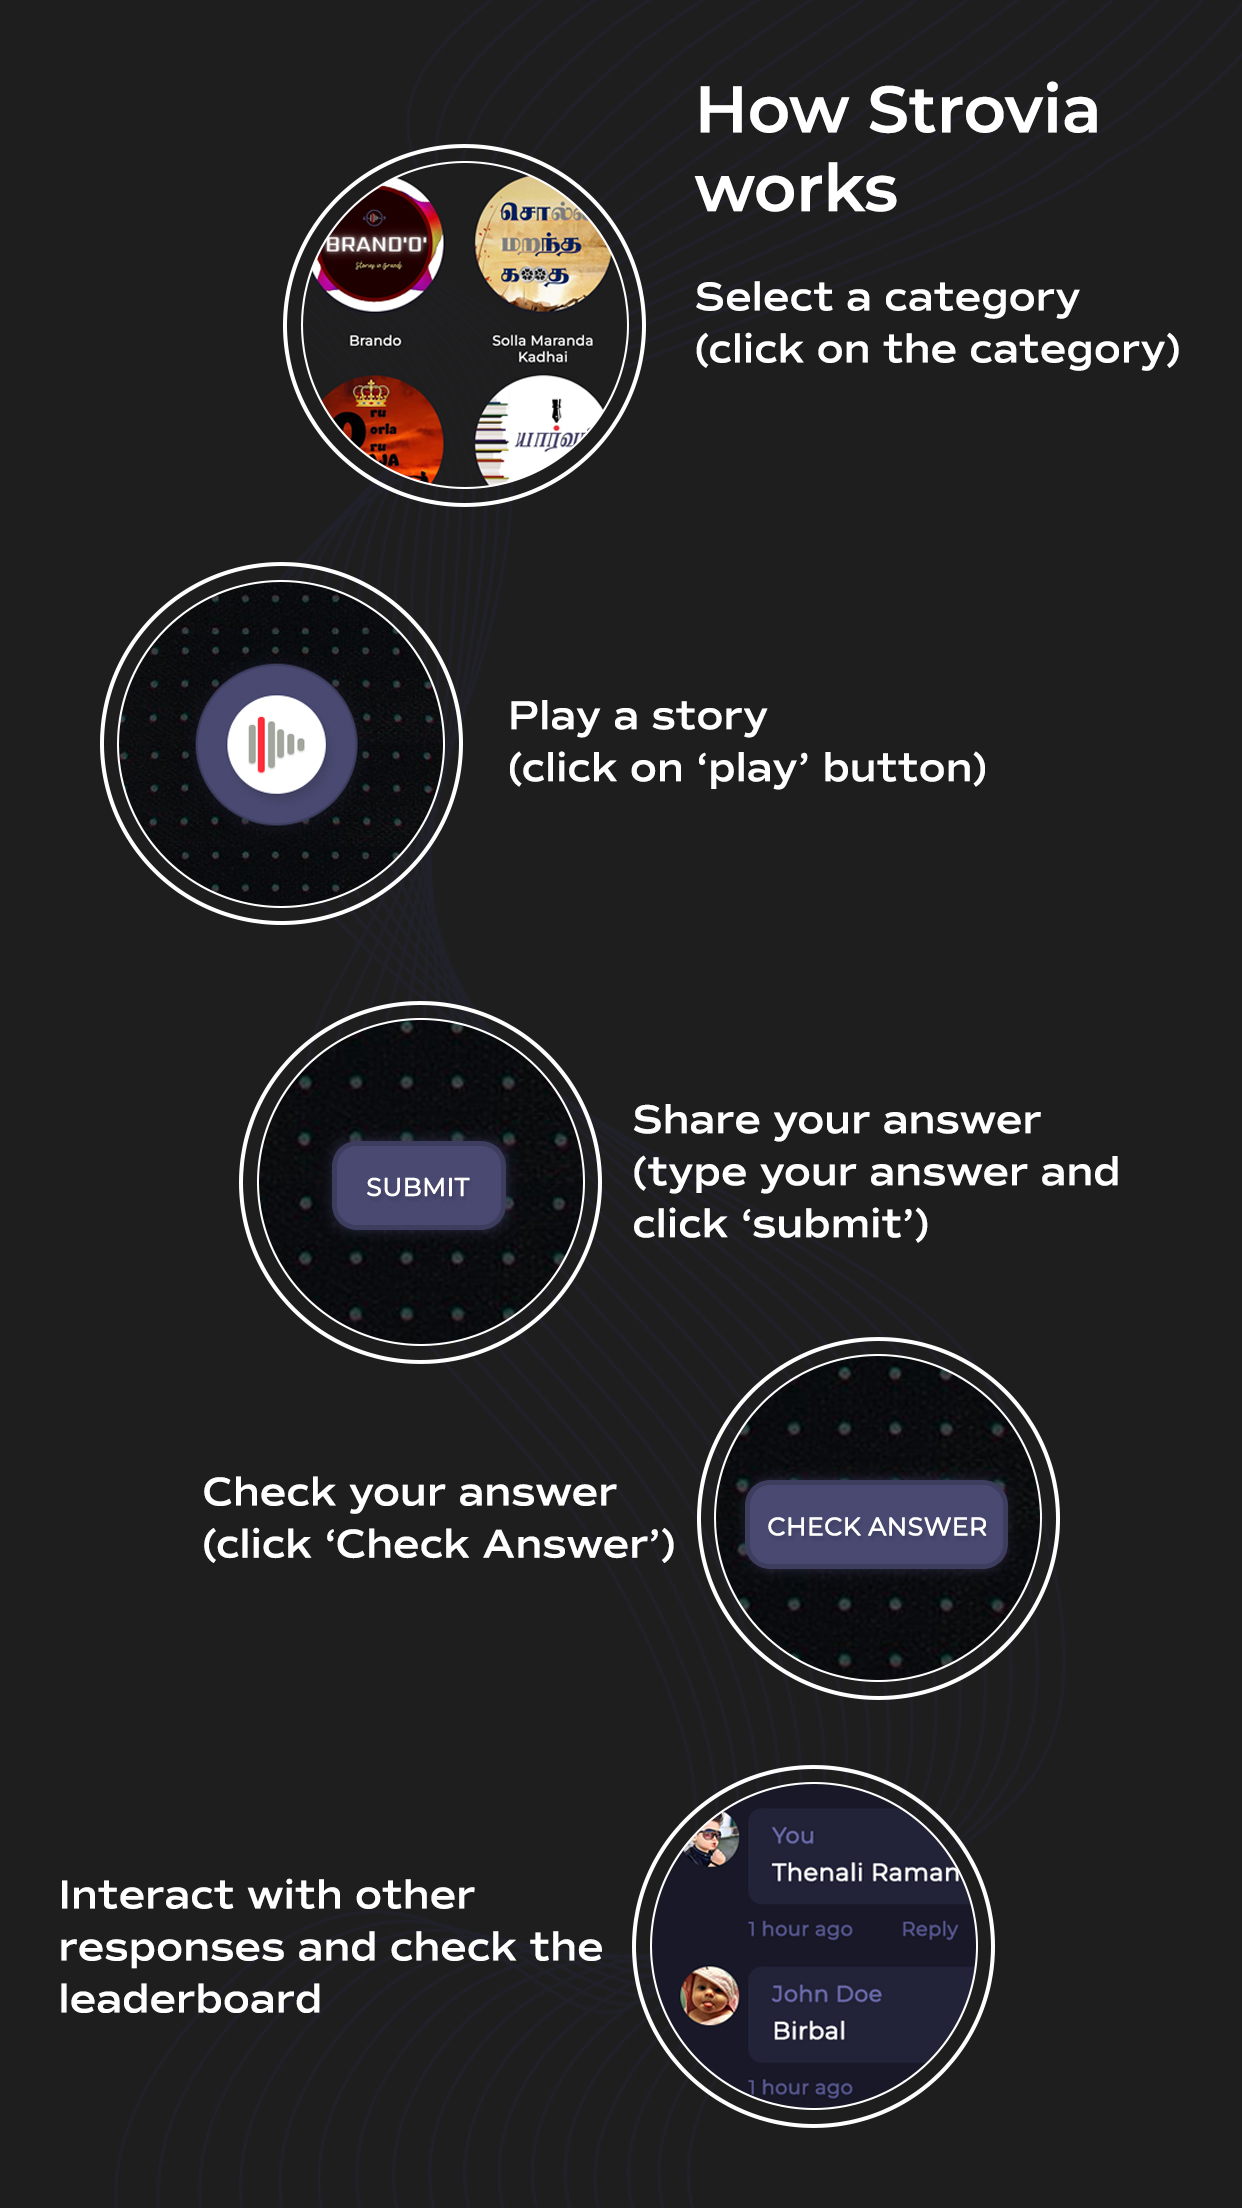 How Strovia
works
Select a category
(click on the category)
BRAND'O'
Stories in Brands
Brando
மறந்த
Solla Maranda
Kadhai
ru
orla
ru
Play a story
(click on ‘play’ button)
SUBMIT
Share your answer
(type your answer and
click ‘submit’)
Check your answer
(click ‘Check Answer’)
CHECK ANSWER
Interact with other
responses and check the
leaderboard
You
Thenali Raman
1 hour ago Reply
John Doe
Birbal
1 hour ago